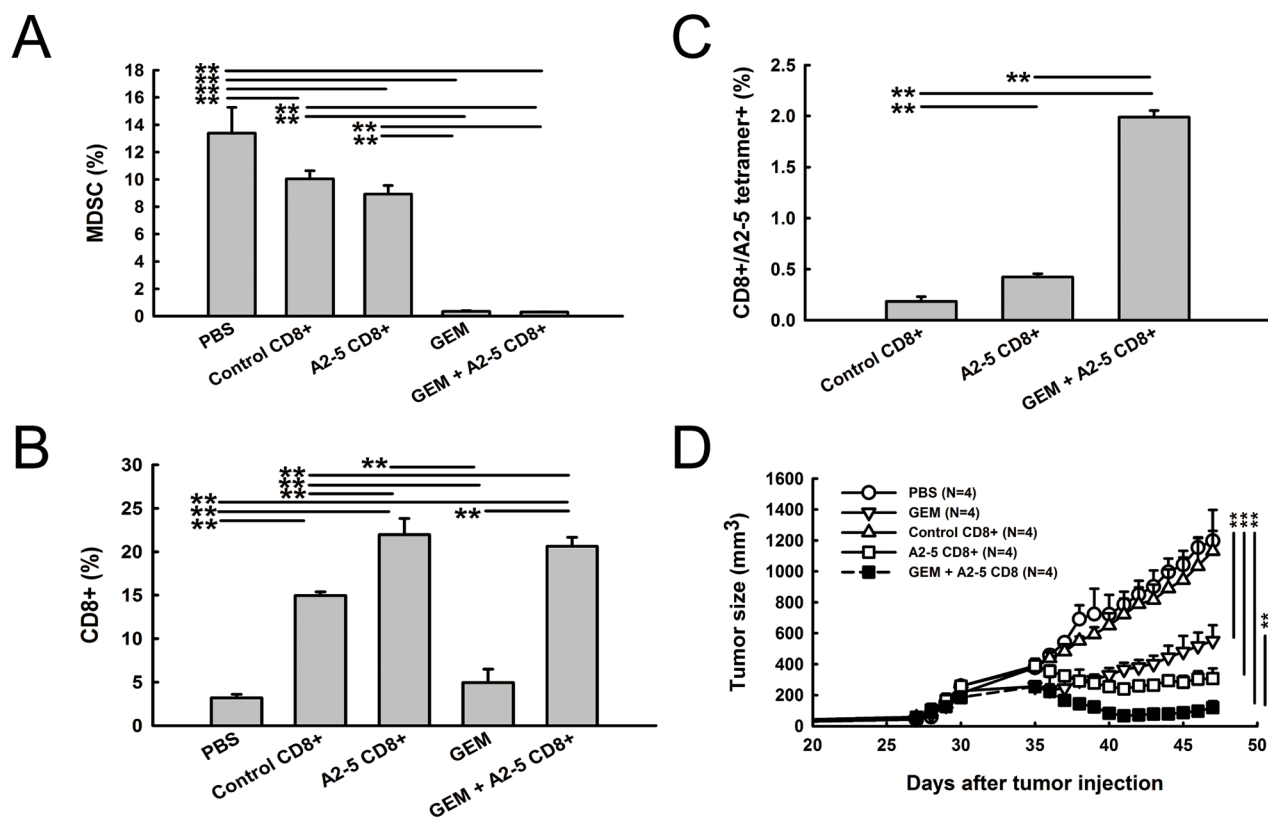 A
MDSC (%)
18
16
14
12
10
8
6
4
2
0
**
**
**
**
**
**
**
**
PBS
Control CD8+
A2-5 CD8+
GEM
GEM + A2-5 CD8+
B
CD8+ (%)
30
25
20
15
10
5
0
**
**
**
**
**
**
**
**
PBS
Control CD8+
A2-5 CD8+
GEM
GEM + A2-5 CD8+
C
CD8+/A2-5 tetramer+ (%)
2.5
2.0
1.5
1.0
0.5
0.0
**
**
**
Control CD8+
A2-5 CD8+
GEM + A2-5 CD8+
D
Tumor size (mm3)
1600
1400
1200
1000
800
600
400
200
0
PBS (N=4)
GEM (N=4)
Control CD8+ (N=4)
A2-5 CD8+ (N=4)
GEM + A2-5 CD8 (N=4)
**
**
**
**
20 25 30 35 40 45 50
Days after tumor injection